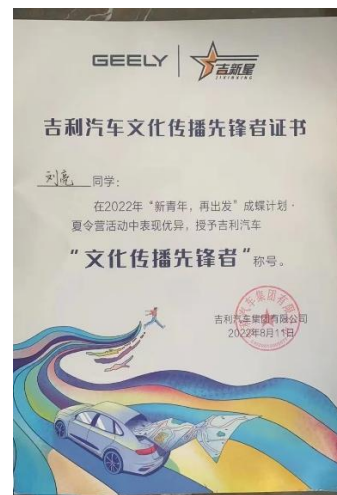 GEELY 吉新星
JIXINXING
吉利汽车文化传播先锋者证书
刘亮 同学:
在2022年“新青年,再出发”成蝶计划·
夏令营活动中表现优异,授予吉利汽车
“文化传播先锋者”称号。
吉利汽车集团有限公司
2022年8月11日